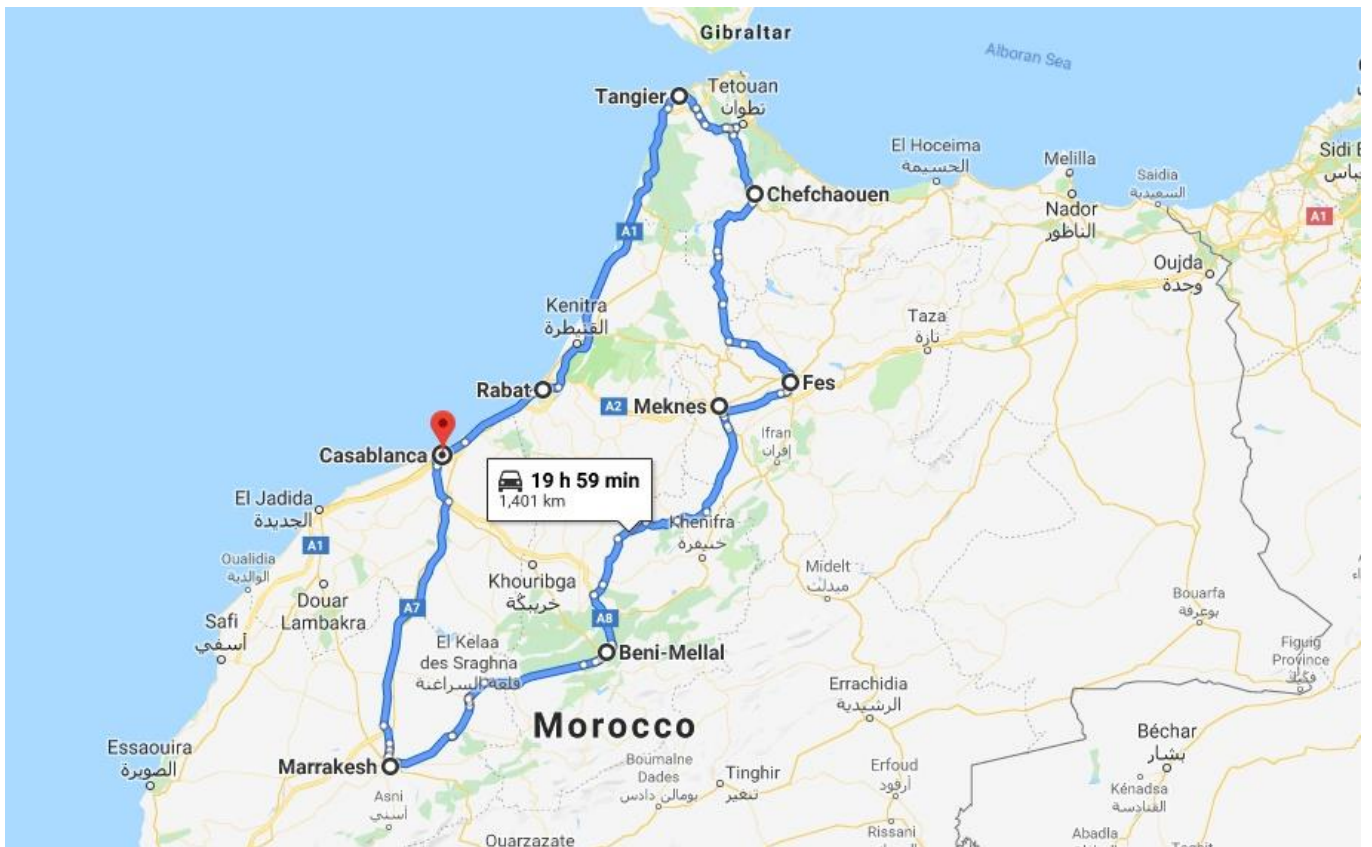 Gibraltar
Alboran Sea
Tangier
Tetouan
تطوان
El Hoceima
الحسيمة
Melilla
Saidia
السعيدية
Chefchaouen
Nador
الناظور
A1
A1
Oujda
وجدة
Kenitra
القنيطرة
Taza
تازة
Rabat
A2
Meknes
Fes
Ifran
إفران
Casablanca
19 h 59 min
1,401 km
El Jadida
الجديدة
A1
Khenifra
خنيفرة
Oualidia
الوالدية
Douar
Lambakra
Khouribga
خريبكة
Midelt
ميدلت
Bouarfa
بوعرفة
Safi
أسفي
A7
A8
El Kelaa
des Sraghna
قلعة السراغنة
Beni-Mellal
Figuig
Province
فكيك
Errachidia
الرشيدية
Morocco
Béchar
بشار
Essaouira
الصويرة
Marrakesh
Boumalne
Dades
بومالن دادس
Tinghir
تنغير
Erfoud
أرفود
Kénadsa
القنادسة
Asni
أسني
Rissani
Abadla
Ouarzazate